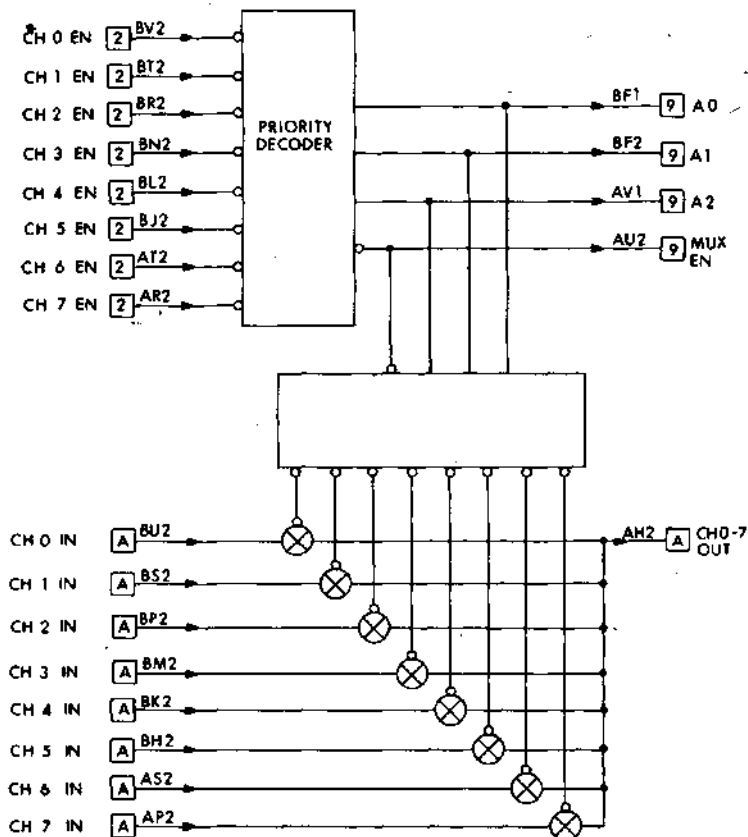 CH 0 EN 2 BV2
CH 1 EN 2 BT2
CH 2 EN 2 BR2
CH 3 EN 2 BN2
CH 4 EN 2 BL2
CH 5 EN 2 BJ2
CH 6 EN 2 AT2
CH 7 EN 2 AR2
PRIORITY
DECODER
BF1 9 A0
BF2 9 A1
AV1 9 A2
AU2 9 MUX
EN
CH 0 IN A BU2
CH 1 IN A BS2
CH 2 IN A BP2
CH 3 IN A BM2
CH 4 IN A BK2
CH 5 IN A BH2
CH 6 IN A AS2
CH 7 IN A AP2
AH2 A CH0-7
OUT